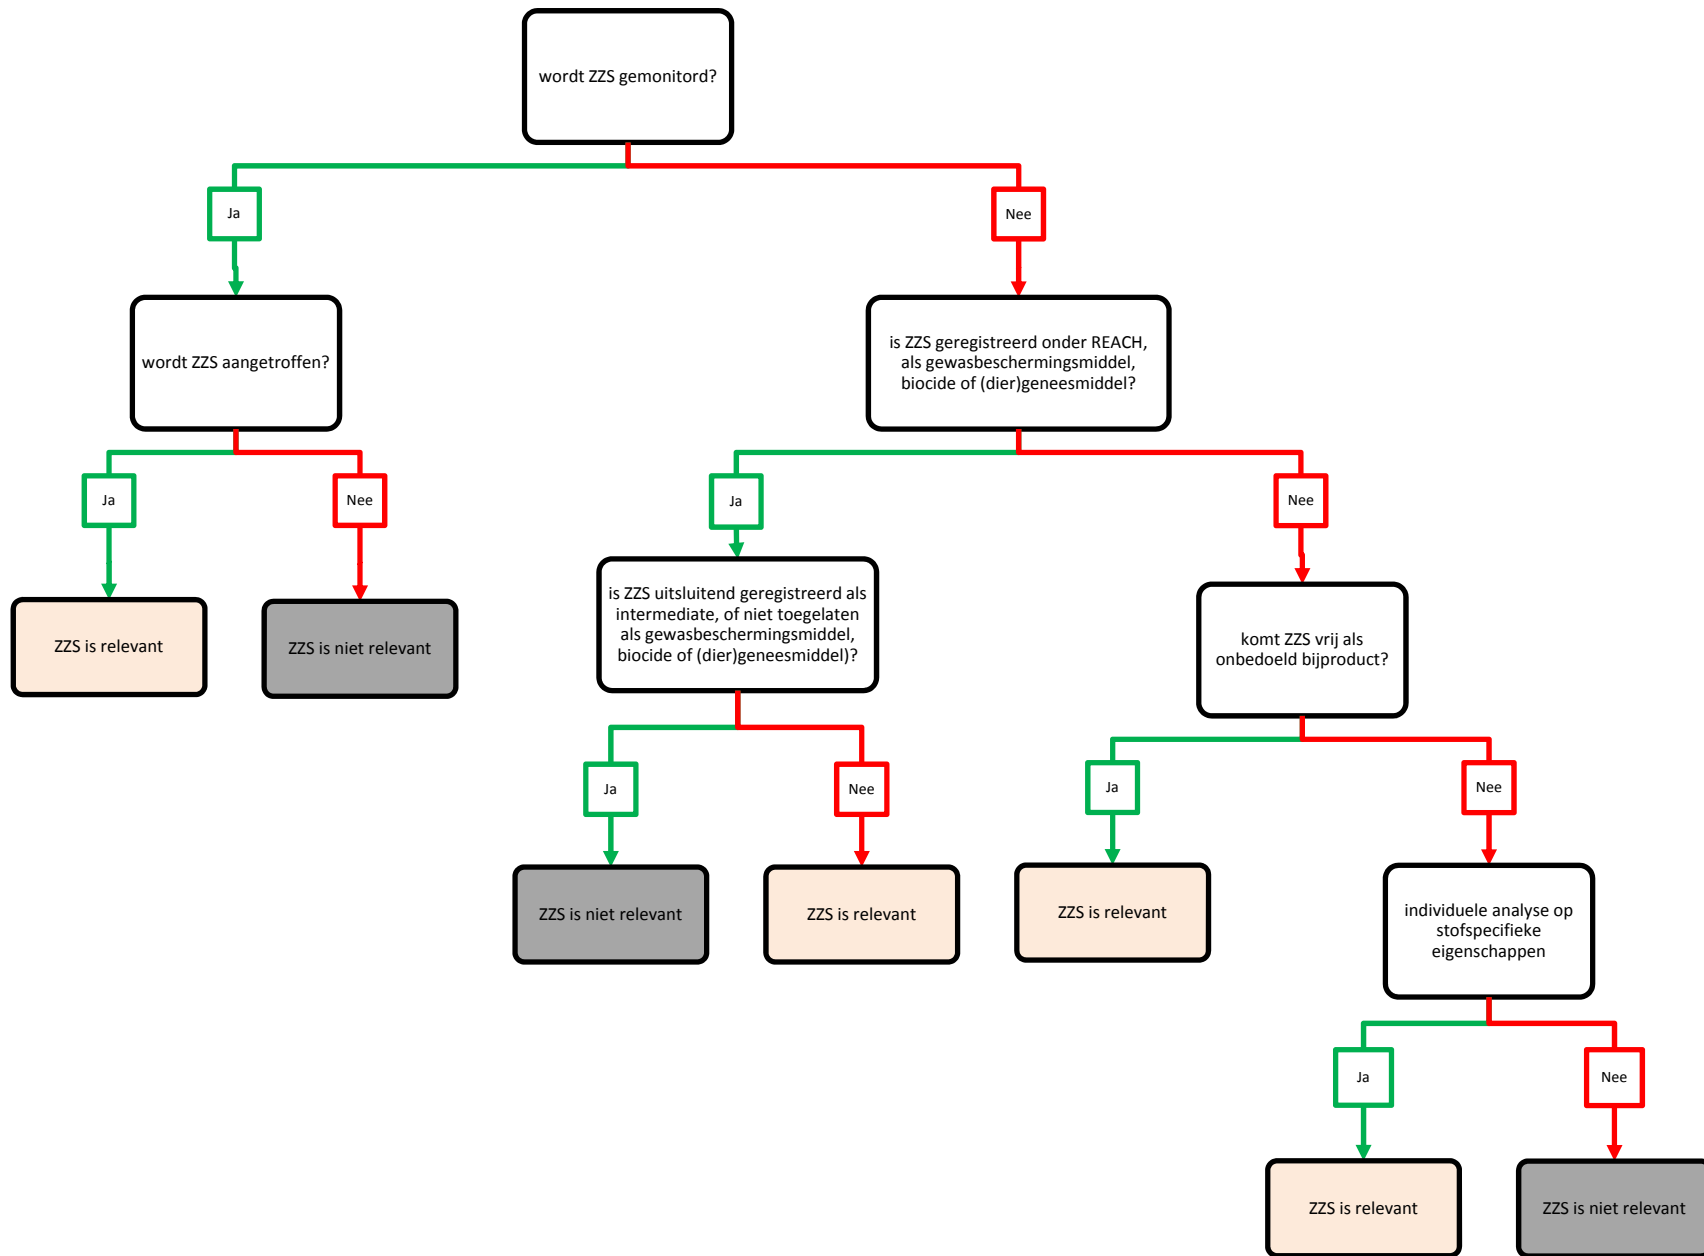 wordt ZZS gemonitord?
Ja
Nee
wordt ZZS aangetroffen?
is ZZS geregistreerd onder REACH,
als gewasbeschermingsmiddel,
biocide of (dier)geneesmiddel?
Ja
Nee
Ja
Nee
ZZS is relevant
ZZS is niet relevant
is ZZS uitsluitend geregistreerd als
intermediate, of niet toegelaten
als gewasbeschermingsmiddel,
biocide of (dier)geneesmiddel)?
komt ZZS vrij als
onbedoeld bijproduct?
Ja
Nee
Ja
Nee
ZZS is niet relevant
ZZS is relevant
ZZS is relevant
individuele analyse op
stofspecifieke
eigenschappen
Ja
Nee
ZZS is relevant
ZZS is niet relevant